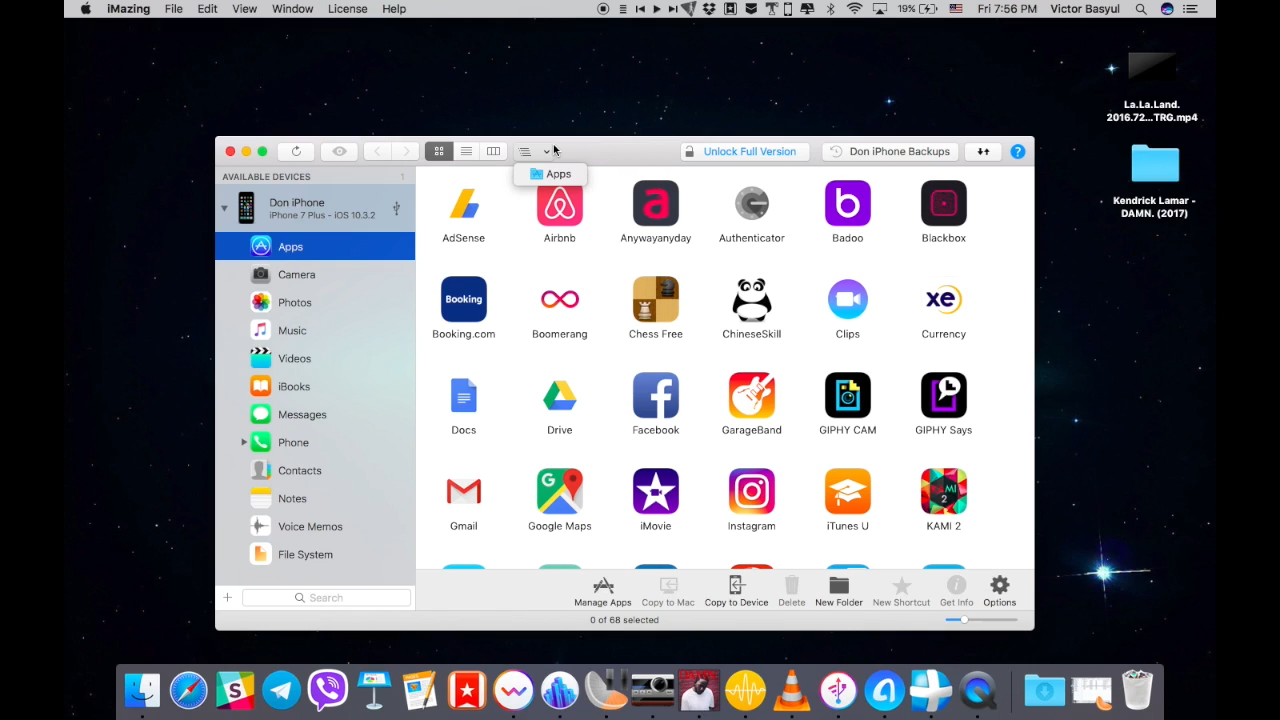 iMazing File Edit View Window License Help 19% Fri 7:56 PM Victor Basyul
La.La.Land.
2016.72...TRG.mp4
Kendrick Lamar -
DAMN. (2017)
Unlock Full Version Don iPhone Backups ?
Apps
AVAILABLE DEVICES 1
Don iPhone
iPhone 7 Plus - iOS 10.3.2
Apps
Camera
Photos
Music
Videos
iBooks
Messages
Phone
Contacts
Notes
Voice Memos
File System
Search
AdSense Airbnb Anywayanyday Authenticator Badoo Blackbox
Booking
xe
Booking.com Boomerang Chess Free ChineseSkill Clips Currency
Docs Drive Facebook GarageBand GIPHY CAM GIPHY Says
MI
2
Gmail Google Maps iMovie Instagram iTunes U KAMI 2
Manage Apps Copy to Mac Copy to Device Delete New Folder New Shortcut Get Info Options
0 of 68 selected